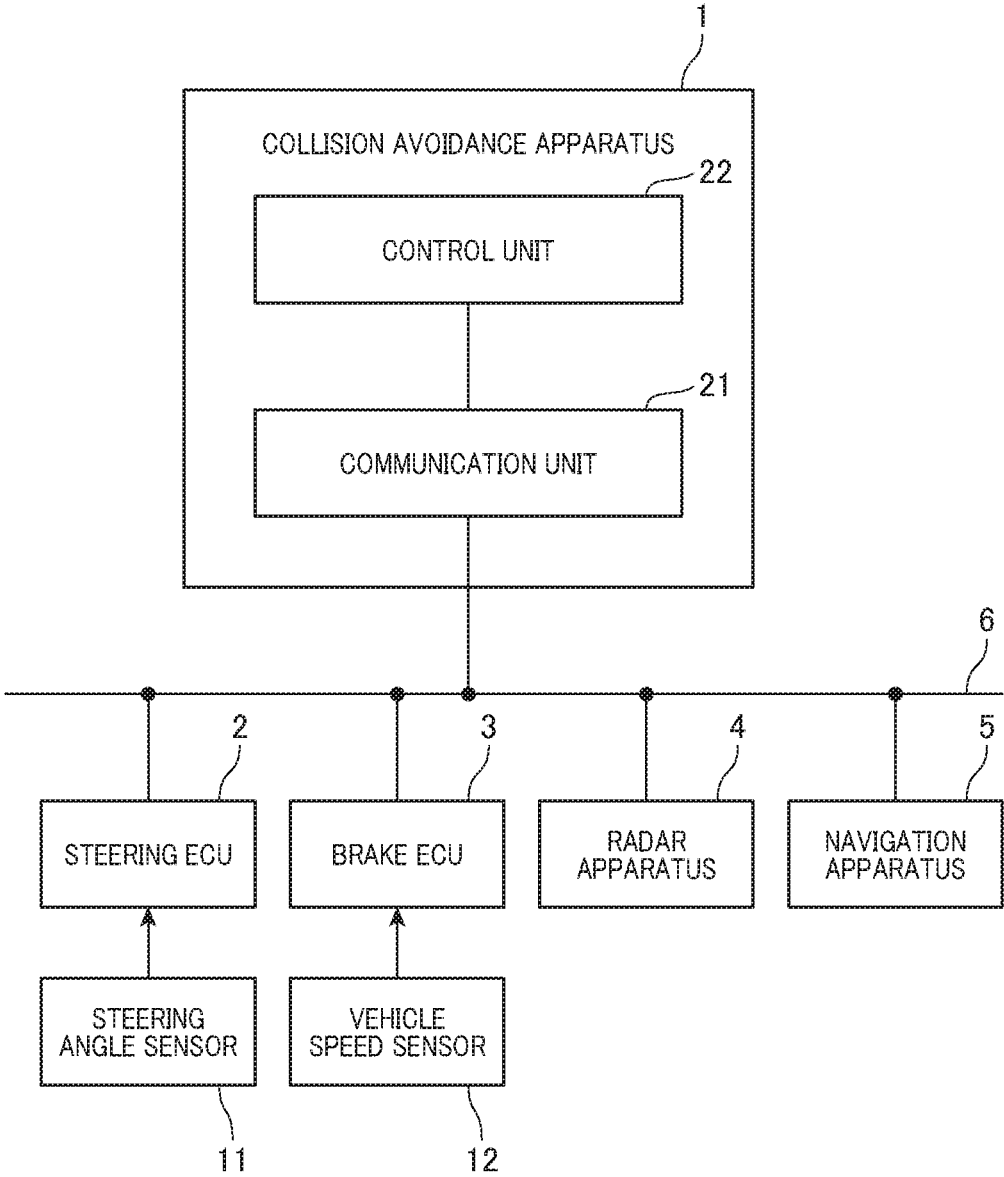 1
COLLISION AVOIDANCE APPARATUS
22
CONTROL UNIT
21
COMMUNICATION UNIT
6
2
3
4
5
STEERING ECU
BRAKE ECU
RADAR
APPARATUS
NAVIGATION
APPARATUS
STEERING
ANGLE SENSOR
VEHICLE
SPEED SENSOR
11
12